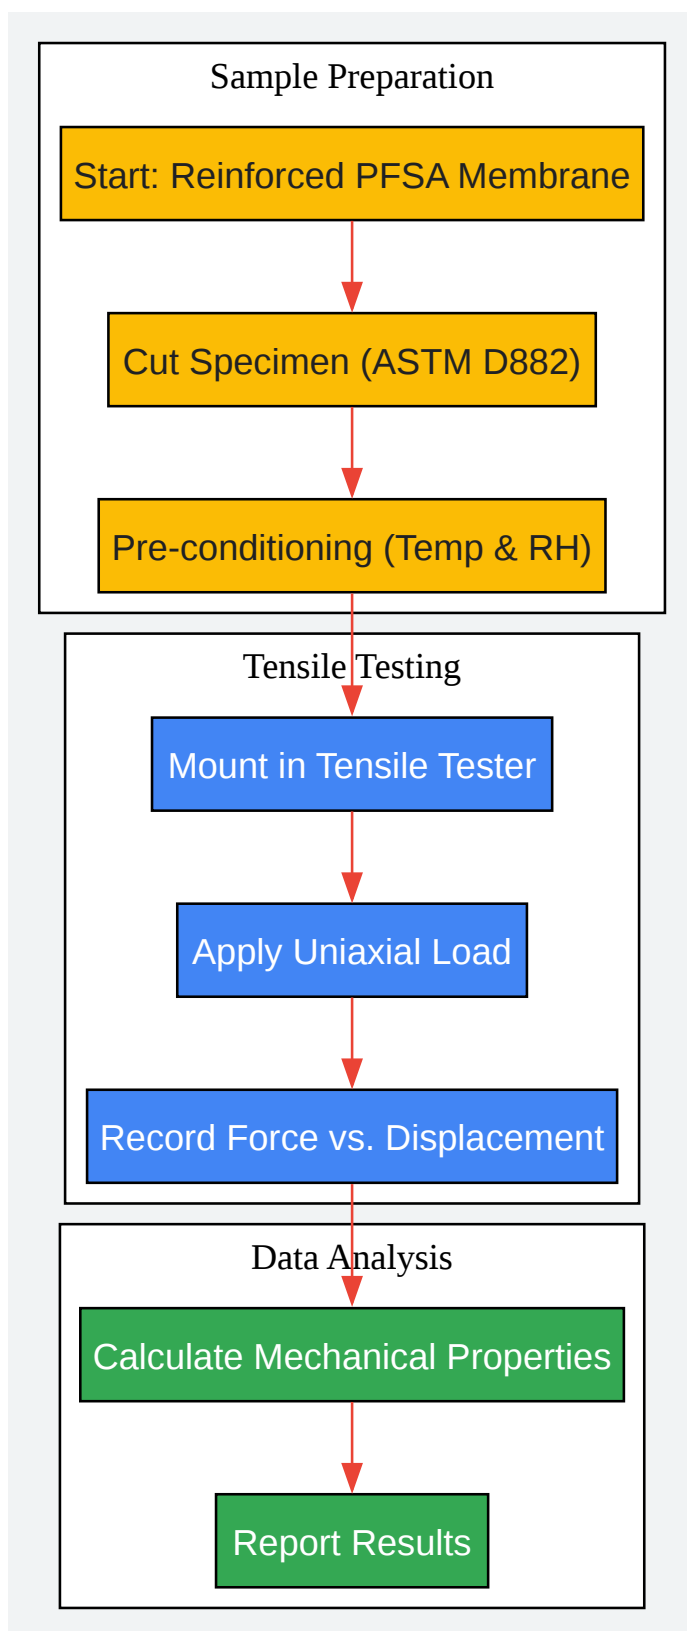 Sample Preparation
Start: Reinforced PFSA Membrane
Cut Specimen (ASTM D882)
Pre-conditioning (Temp & RH)
Tensile Testing
Mount in Tensile Tester
Apply Uniaxial Load
Record Force vs. Displacement
Data Analysis
Calculate Mechanical Properties
Report Results